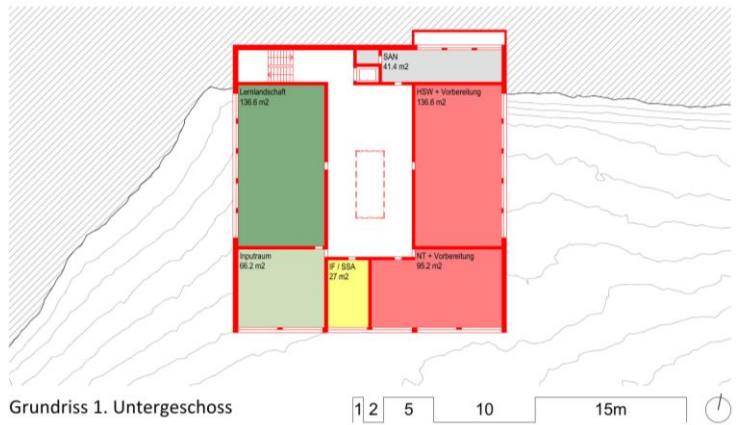 SAN
41.4 m2
Lernlandschaft
136.6 m2
HSW + Vorbereitung
136.6 m2
Inputraum
66.2 m2
IF / SSA
27 m2
NT + Vorbereitung
95.2 m2
Grundriss 1. Untergeschoss
1 2 5 10 15m